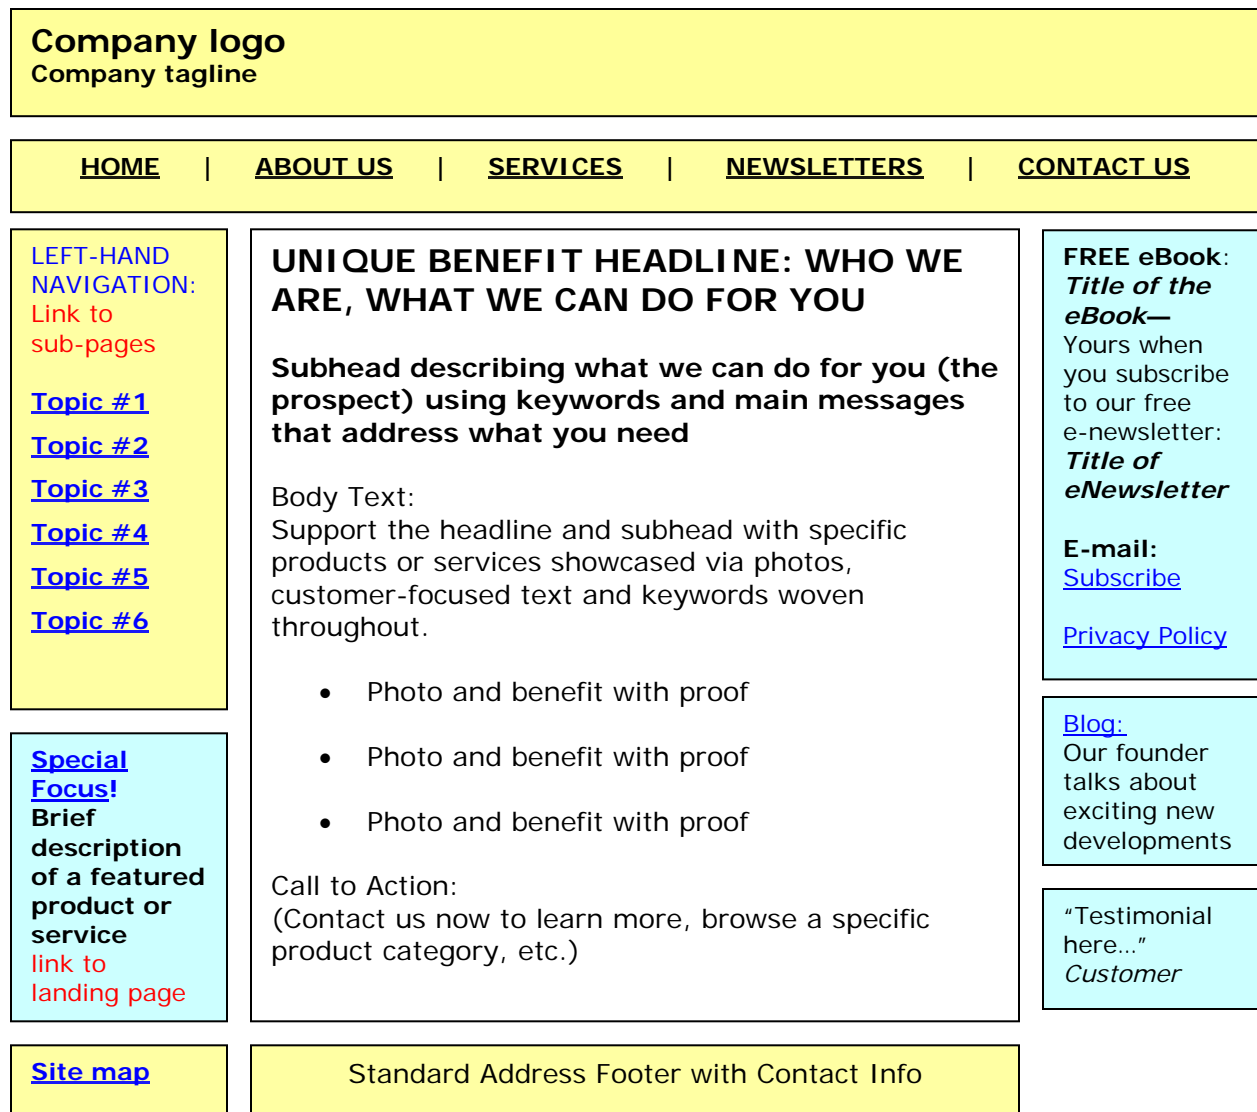 Company logo
Company tagline
HOME | ABOUT US | SERVICES | NEWSLETTERS | CONTACT US
LEFT-HAND
NAVIGATION:
Link to
sub-pages
Topic #1
Topic #2
Topic #3
Topic #4
Topic #5
Topic #6
Special
Focus!
Brief
description
of a featured
product or
service
link to
landing page
Site map
UNIQUE BENEFIT HEADLINE: WHO WE
ARE, WHAT WE CAN DO FOR YOU
Subhead describing what we can do for you (the
prospect) using keywords and main messages
that address what you need
Body Text:
Support the headline and subhead with specific
products or services showcased via photos,
customer-focused text and keywords woven
throughout.
• Photo and benefit with proof
• Photo and benefit with proof
• Photo and benefit with proof
Call to Action:
(Contact us now to learn more, browse a specific
product category, etc.)
Standard Address Footer with Contact Info
FREE eBook:
Title of the
eBook—
Yours when
you subscribe
to our free
e-newsletter:
Title of
eNewsletter
E-mail:
Subscribe
Privacy Policy
Blog:
Our founder
talks about
exciting new
developments
“Testimonial
here…”
Customer